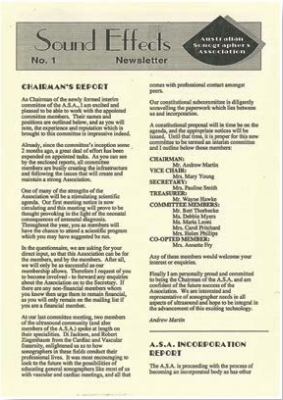 Sound Effects
No. 1 Newsletter
Australian
Sonographers
Association
CHAIRMAN'S REPORT
As Chairman of the newly formed interim
committee of the A.S.A., I am excited and
pleased to be able to work with the appointed
committee members. Their names and
positions are outlined below, and as you will
note, the experience and reputation which is
brought to this committee is impressive indeed.
Already, since the committee's inception some
2 months ago, a great deal of effort has been
expended on appointed tasks. As you can see
by the enclosed reports, all committee
members are busily creating the infrastructure
and following the issues that will create and
maintain a strong Association.
One of many of the strengths of the
Association will be a stimulating scientific
agenda. Our first meeting notice is now
circulating and this meeting will prove to be
thought provoking in the light of the neonatal
consequences of antenatal diagnosis.
Throughout the year, you as members will
have the chance to attend a scientific program
which you may have suggested be run.
In the questionnaire, we are asking for your
direct input, so that this Association can be for
the members, and by the members. After all,
we will only be as successful as our
membership allows. Therefore I request of you
to become involved - to forward any enquiries
about the Association on to the Secretary. If
there are any non-financial members whom
you know then urge them to remain financial,
as you will only remain on the mailing list if
you are a financial member.
At our last committee meeting, two members
of the ultrasound community (and also
members of the A.S.A.) spoke at length on
their specialties. Di Jackson, and Robert
Ziegenbaum from the Cardiac and Vascular
fraternity, enlightened us as to how
sonographers in these fields conduct their
professional lives. It was most encouraging to
look to the future with the possibilities of
educating general sonographers like most of us
with vascular and cardiac meetings, and all that
comes with professional contact amongst
peers.
Our constitutional subcommittee is diligently
unravelling the paperwork which lies between
us and incorporation.
A constitutional proposal will be time on the
agenda, and the appropriate notices will be
issued. Until that time, it is proper for this new
committee to be termed an interim committee
and I outline below those members:
CHAIRMAN:
Mr. Andrew Martin
VICE CHAIR:
Mrs. Mary Young
SECRETARY:
Mrs. Pauline Smith
TREASURER:
Mr. Wayne Hawke
COMMITTEE MEMBERS:
Mr. Bert Thorbecke
Ms. Debbie Myers
Ms. Maria Leoni
Mrs. Carol Pritchard
Mrs. Helen Phillips
CO-OPTED MEMBER:
Mrs. Annette Fry
Any of these members would welcome your
interest or enquiries.
Finally I am personally proud and committed
to being the Chairman of the A.S.A. and am
confident of the future success of the
Association. We are interested and
representative of sonographer needs in all
aspects of ultrasound and hope to be integral in
the advancement of this exciting technology.
Andrew Martin
A.S.A. INCORPORATION
REPORT
The A.S.A. is proceeding with the process of
becoming an incorporated body as other